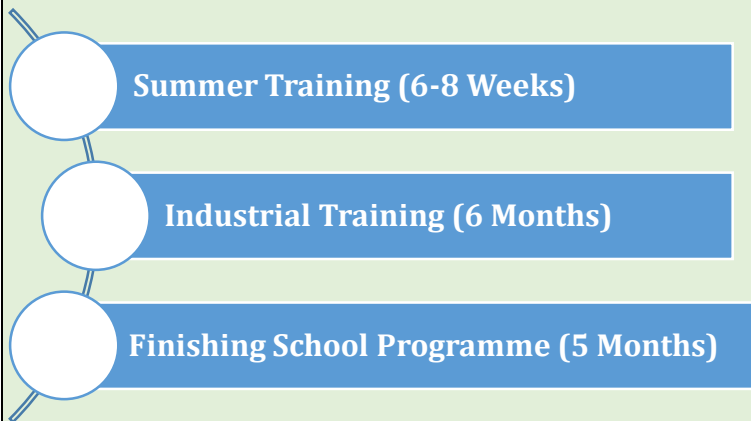 Summer Training (6-8 Weeks)
Industrial Training (6 Months)
Finishing School Programme (5 Months)